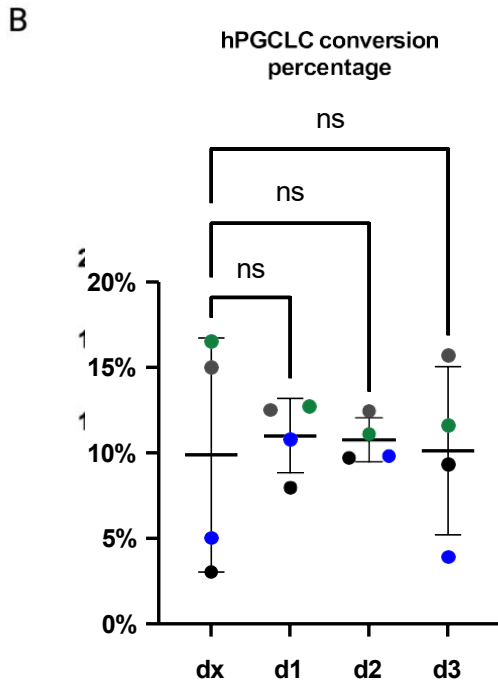 B
hPGCLC conversion
percentage
ns
ns
ns
20%
15%
10%
5%
0%
dx d1 d2 d3